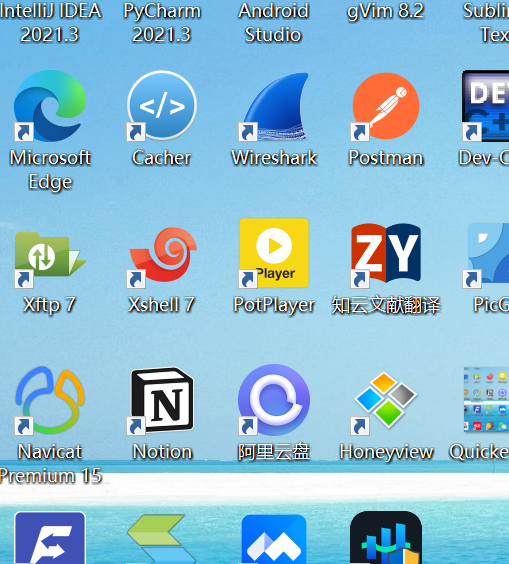 IntelliJ IDEA
2021.3
PyCharm
2021.3
Android
Studio
gVim 8.2
Subli
Tex
</>
DEV
C+
Microsoft
Edge
Cacher
Wireshark
Postman
Dev-C
Player
ZY
Xftp 7
Xshell 7
PotPlayer
知云文献翻译
PicG
N
Navicat
Premium 15
Notion
阿里云盘
Honeyview
Quicke